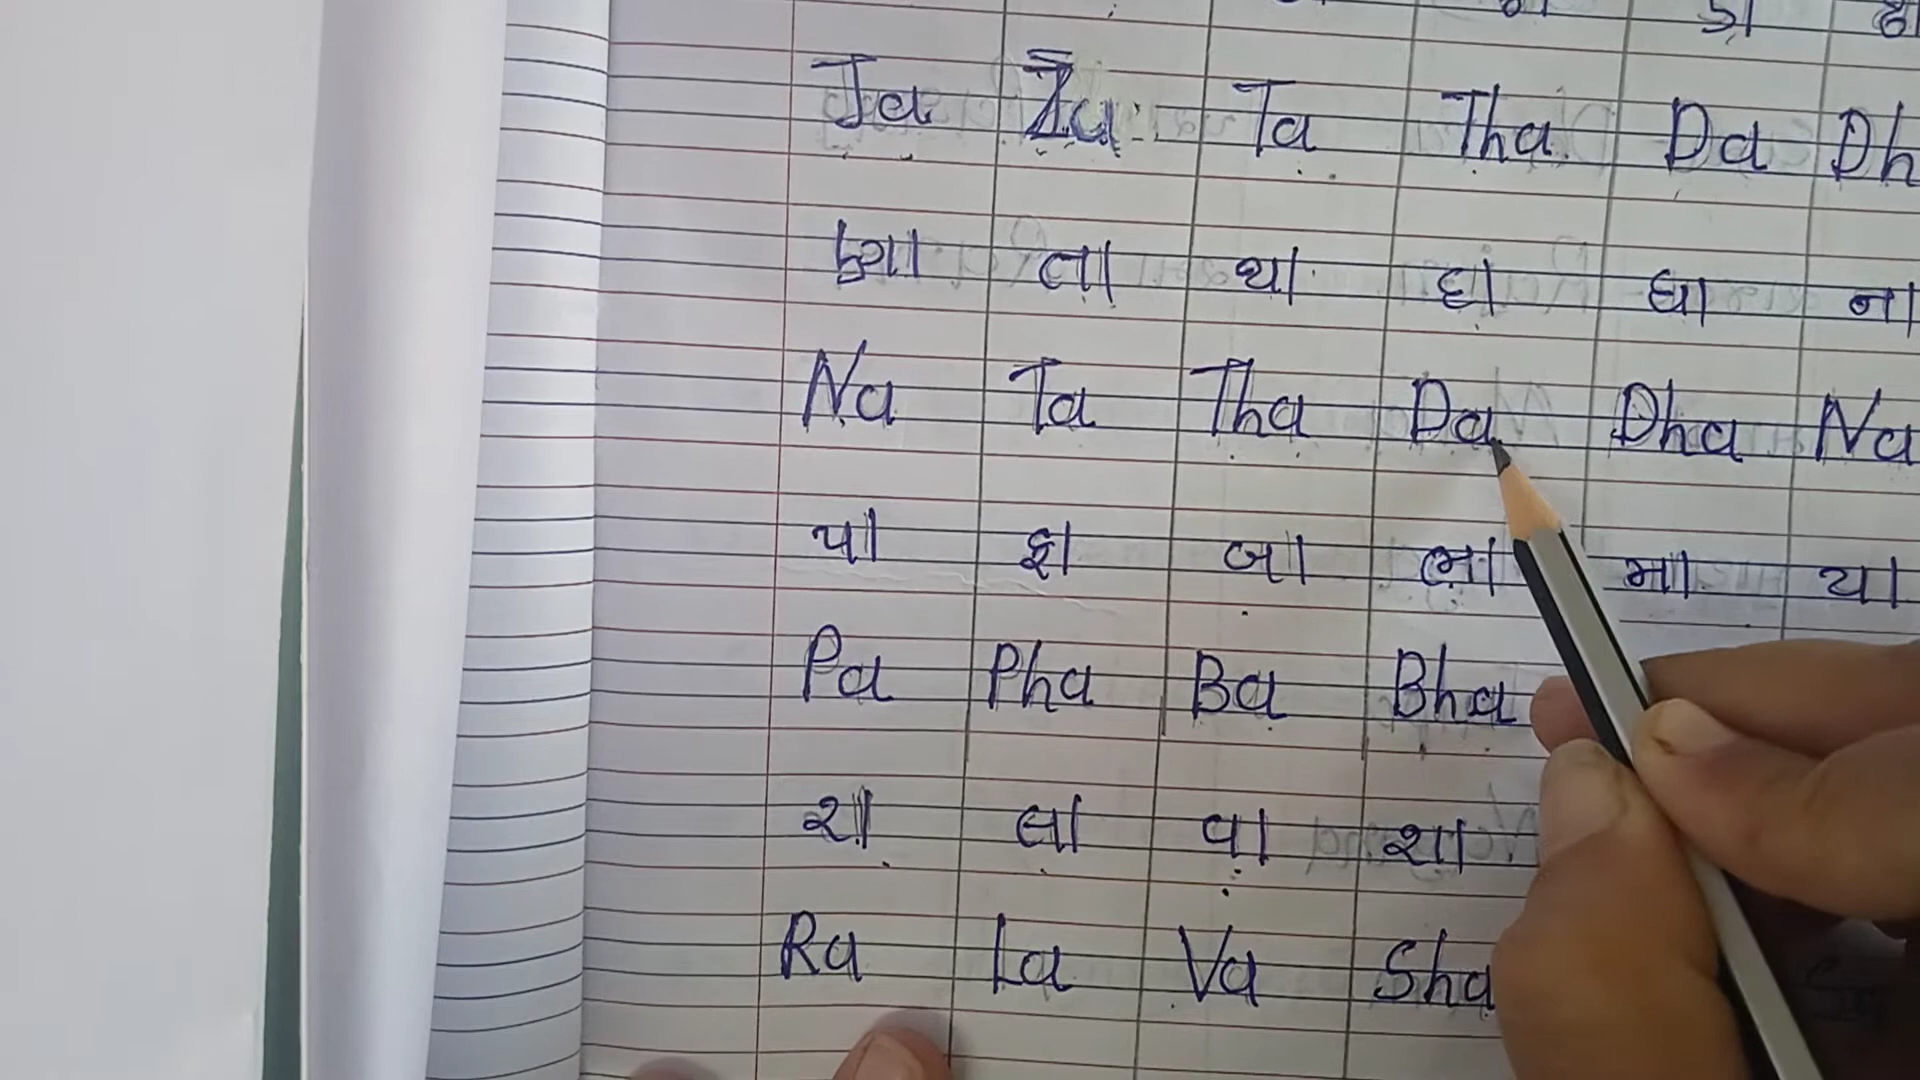 Ja Za Ta Tha Da Dh
ણા તા થા દા ધા ના
Na Ta Tha Da Dha Na
પા ફા બા ભા મા યા
Pa Pha Ba Bha
રા લા વા શા
Ra La Va Sha